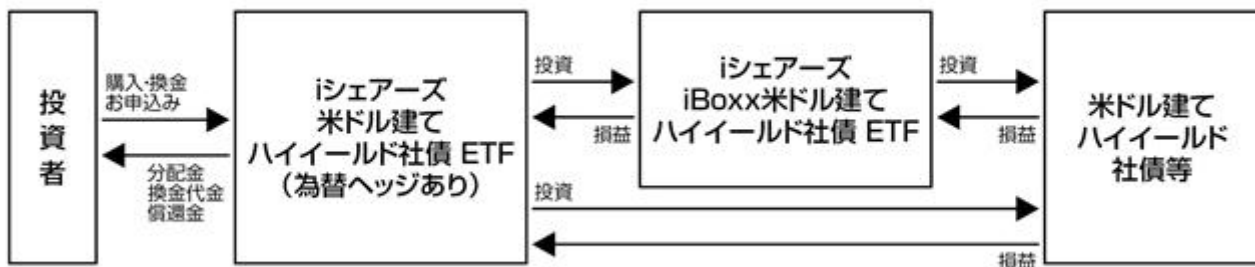 投資者
購入・換金
お申込み
分配金
換金代金
償還金
iシェアーズ
米ドル建て
ハイイールド社債 ETF
（為替ヘッジあり）
投資
損益
iシェアーズ
iBoxx米ドル建て
ハイイールド社債 ETF
投資
損益
投資
損益
米ドル建て
ハイイールド
社債等